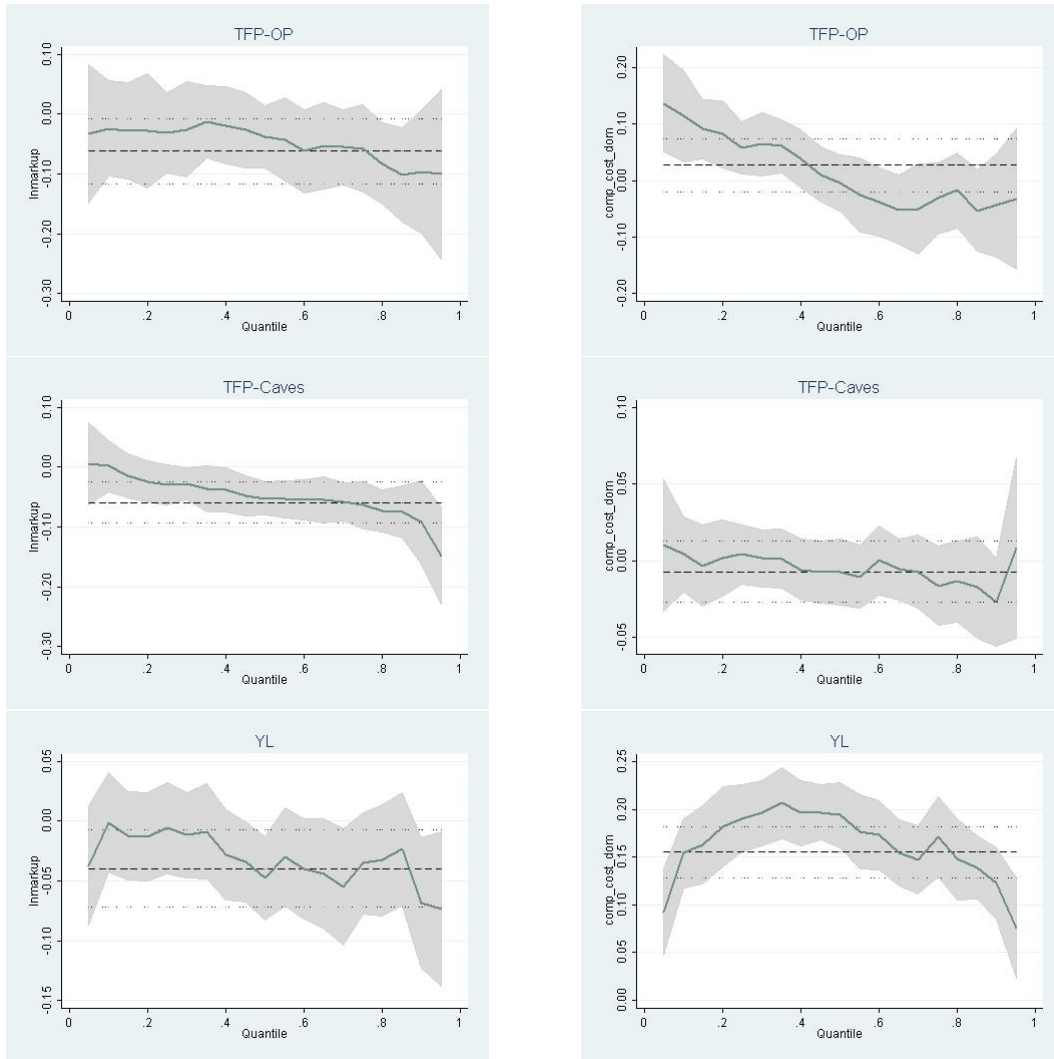 TFP-OP
lnmarkup
0.10
0.00
-0.10
-0.20
-0.30
0 .2 .4 .6 .8 1
Quantile
TFP-OP
comp_cost_dom
0.20
0.10
0.00
-0.10
-0.20
0 .2 .4 .6 .8 1
Quantile
TFP-Caves
lnmarkup
0.10
0.00
-0.10
-0.20
-0.30
0 .2 .4 .6 .8 1
Quantile
TFP-Caves
comp_cost_dom
0.10
0.05
0.00
-0.05
0 .2 .4 .6 .8 1
Quantile
YL
lnmarkup
0.05
0.00
-0.05
-0.10
-0.15
0 .2 .4 .6 .8 1
Quantile
YL
comp_cost_dom
0.25
0.20
0.15
0.10
0.05
0.00
0 .2 .4 .6 .8 1
Quantile